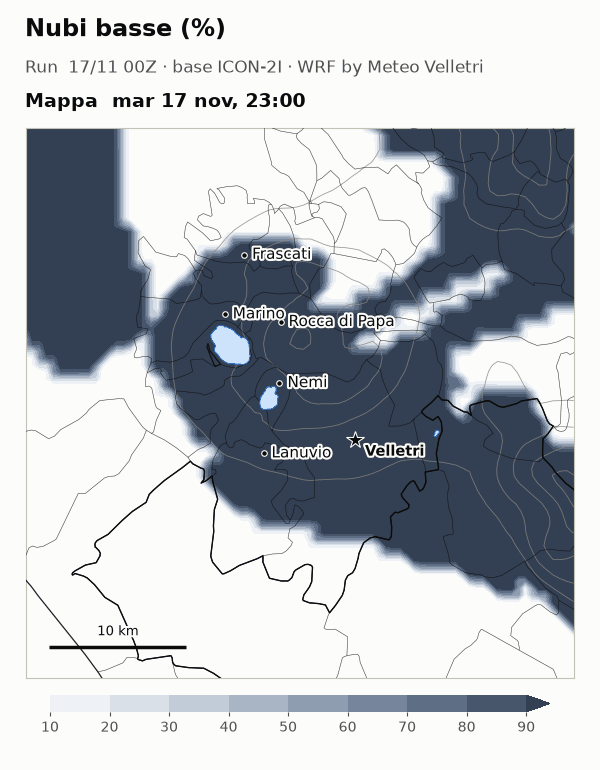 Nubi basse (%)
Run 17/11 00Z · base ICON-2I · WRF by Meteo Velletri
Mappa mar 17 nov, 23:00
Frascati
Marino
Rocca di Papa
Nemi
Velletri
Lanuvio
10 km
10 20 30 40 50 60 70 80 90